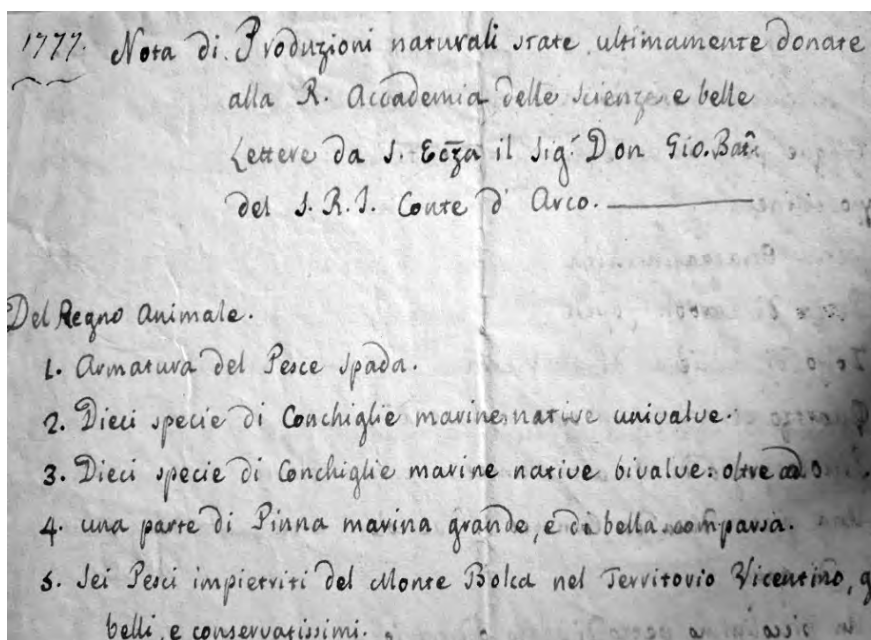 1777. Nota di Produzioni naturali state ultimamente donate
alla R. Accademia delle scienze e belle
Lettere da S. Ecz̃a il Sig.r Don Gio. Batt̃a
del S. R. I. Conte d'Arco.
Del Regno Animale.
1. Armatura del Pesce Spada.
2. Dieci specie di Conchiglie marine native univalve.
3. Dieci specie di Conchiglie marine native bivalve: oltre ad
4. una parte di Pinna marina grande, e di bella comparsa.
5. Sei Pesci impietriti del Monte Bolca nel Territorio Vicentino,
belli, e conservatissimi.